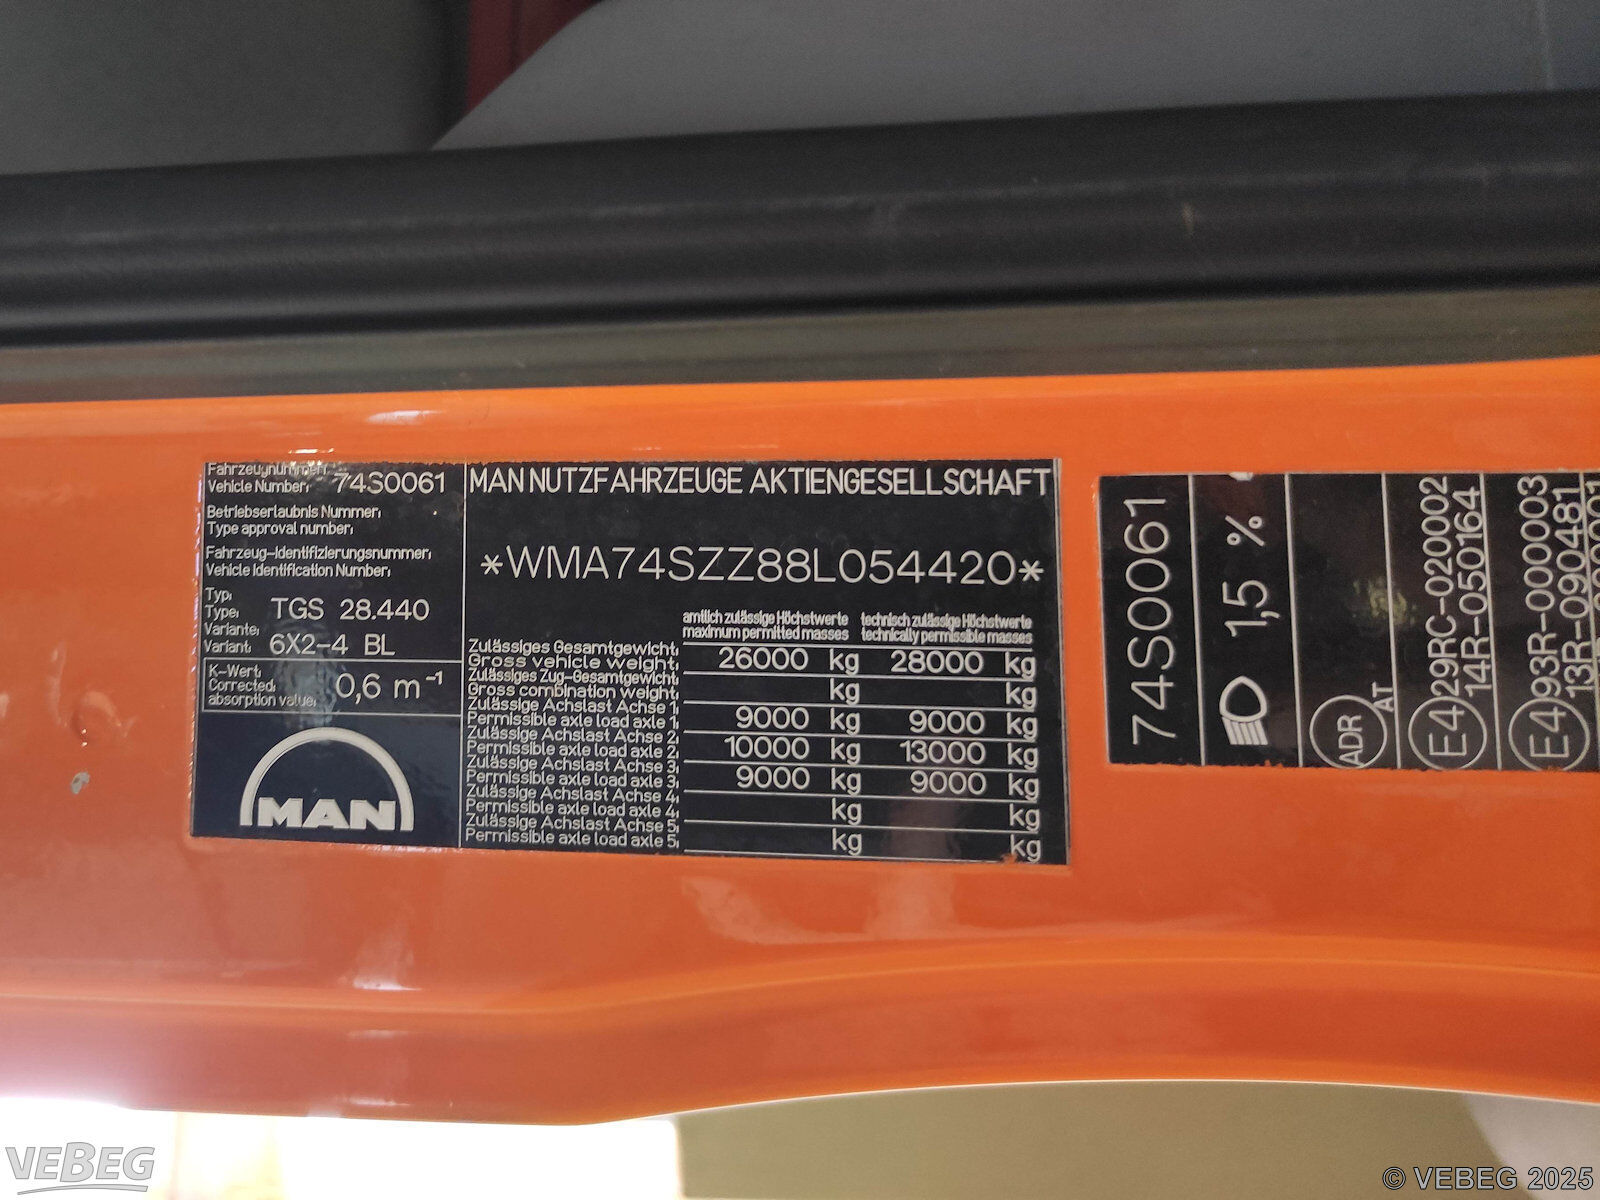 Fahrzeugnummer:
Vehicle Number: 74S0061
Betriebserlaubnis Nummer:
Type approval number:
Fahrzeug-Identifizierungsnummer:
Vehicle Identification Number:
Typ:
Type: TGS 28.440
Variante:
Variant: 6X2-4 BL
K-Wert:
Corrected: 0,6 m⁻¹
absorption value:
MAN
MAN NUTZFAHRZEUGE AKTIENGESELLSCHAFT
*WMA74SZZ88L054420*
amtlich zulässige Höchstwerte technisch zulässige Höchstwerte
maximum permitted masses technically permissible masses
Zulässiges Gesamtgewicht:
Gross vehicle weight: 26000 kg 28000 kg
Zulässiges Zug-Gesamtgewicht:
Gross combination weight: kg kg
Zulässige Achslast Achse 1:
Permissible axle load axle 1: 9000 kg 9000 kg
Zulässige Achslast Achse 2:
Permissible axle load axle 2: 10000 kg 13000 kg
Zulässige Achslast Achse 3:
Permissible axle load axle 3: 9000 kg 9000 kg
Zulässige Achslast Achse 4:
Permissible axle load axle 4: kg kg
Zulässige Achslast Achse 5:
Permissible axle load axle 5: kg kg
74S0061
1,5 %
ADR AT
E4 29RC-020002
14R-050164
E4 93R-000003
13R-090481
VEBEG
© VEBEG 2025